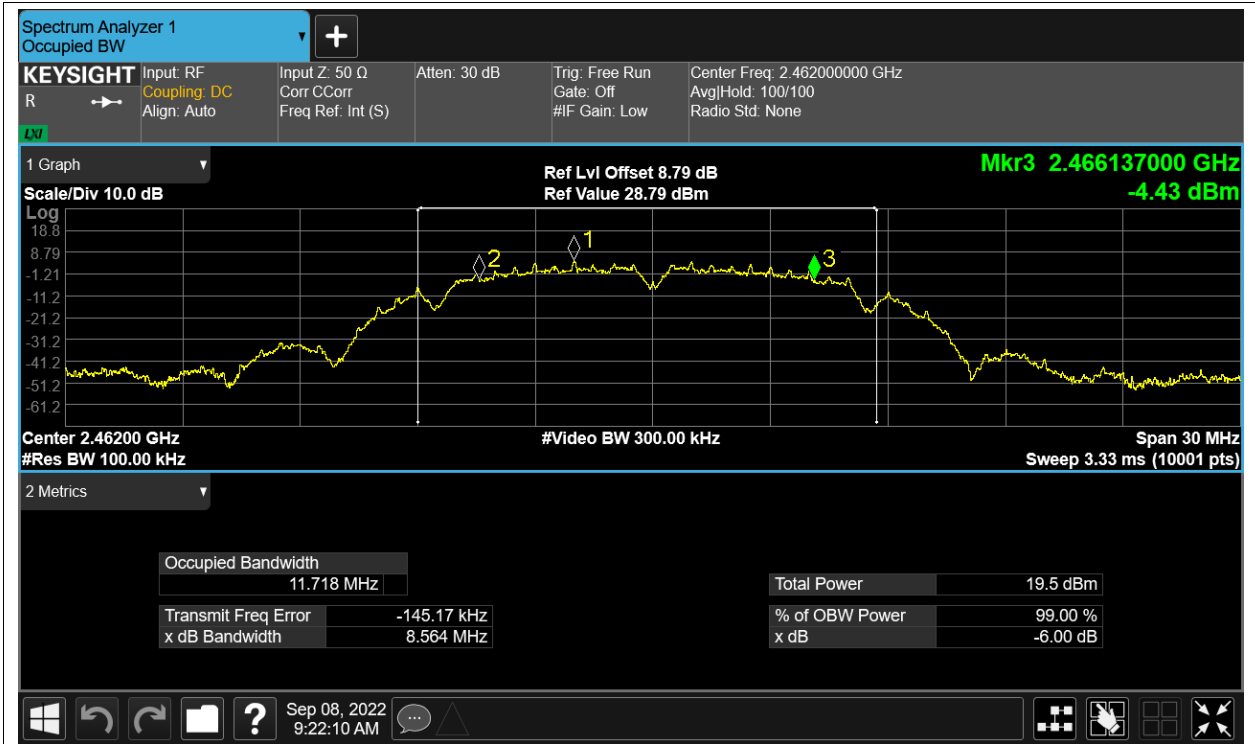 Spectrum Analyzer 1
Occupied BW
KEYSIGHT
R
LXI
Input: RF
Coupling: DC
Align: Auto
Input Z: 50 Ω
Corr CCorr
Freq Ref: Int (S)
Atten: 30 dB
Trig: Free Run
Gate: Off
#IF Gain: Low
Center Freq: 2.462000000 GHz
Avg|Hold: 100/100
Radio Std: None
1 Graph
Scale/Div 10.0 dB
Ref Lvl Offset 8.79 dB
Ref Value 28.79 dBm
Mkr3 2.466137000 GHz
-4.43 dBm
Log
18.8
8.79
-1.21
-11.2
-21.2
-31.2
-41.2
-51.2
-61.2
2
1
3
Center 2.46200 GHz
#Video BW 300.00 kHz
Span 30 MHz
#Res BW 100.00 kHz
Sweep 3.33 ms (10001 pts)
2 Metrics
Occupied Bandwidth
11.718 MHz
Transmit Freq Error -145.17 kHz
x dB Bandwidth 8.564 MHz
Total Power 19.5 dBm
% of OBW Power 99.00 %
x dB -6.00 dB
?
Sep 08, 2022
9:22:10 AM